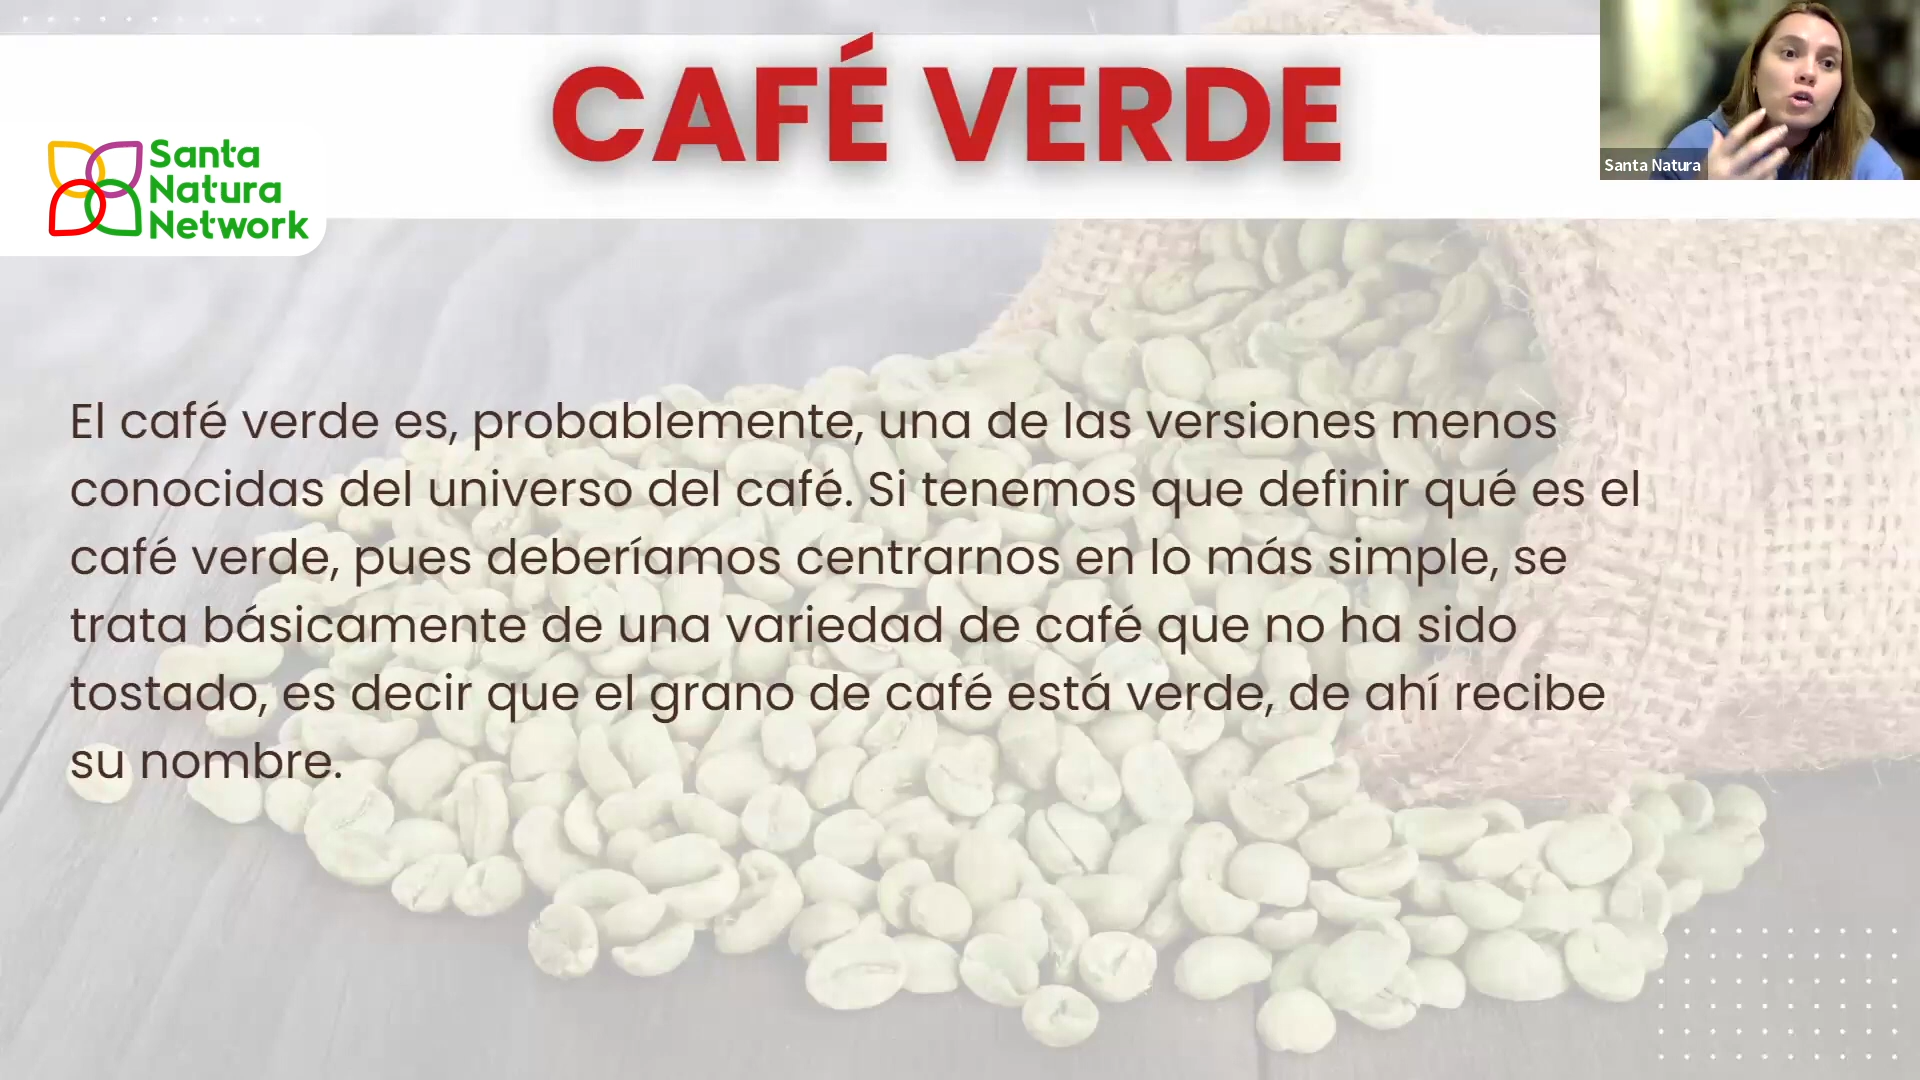 CAFÉ VERDE
Santa
Natura
Network
Santa Natura
El café verde es, probablemente, una de las versiones menos
conocidas del universo del café. Si tenemos que definir qué es el
café verde, pues deberíamos centrarnos en lo más simple, se
trata básicamente de una variedad de café que no ha sido
tostado, es decir que el grano de café está verde, de ahí recibe
su nombre.